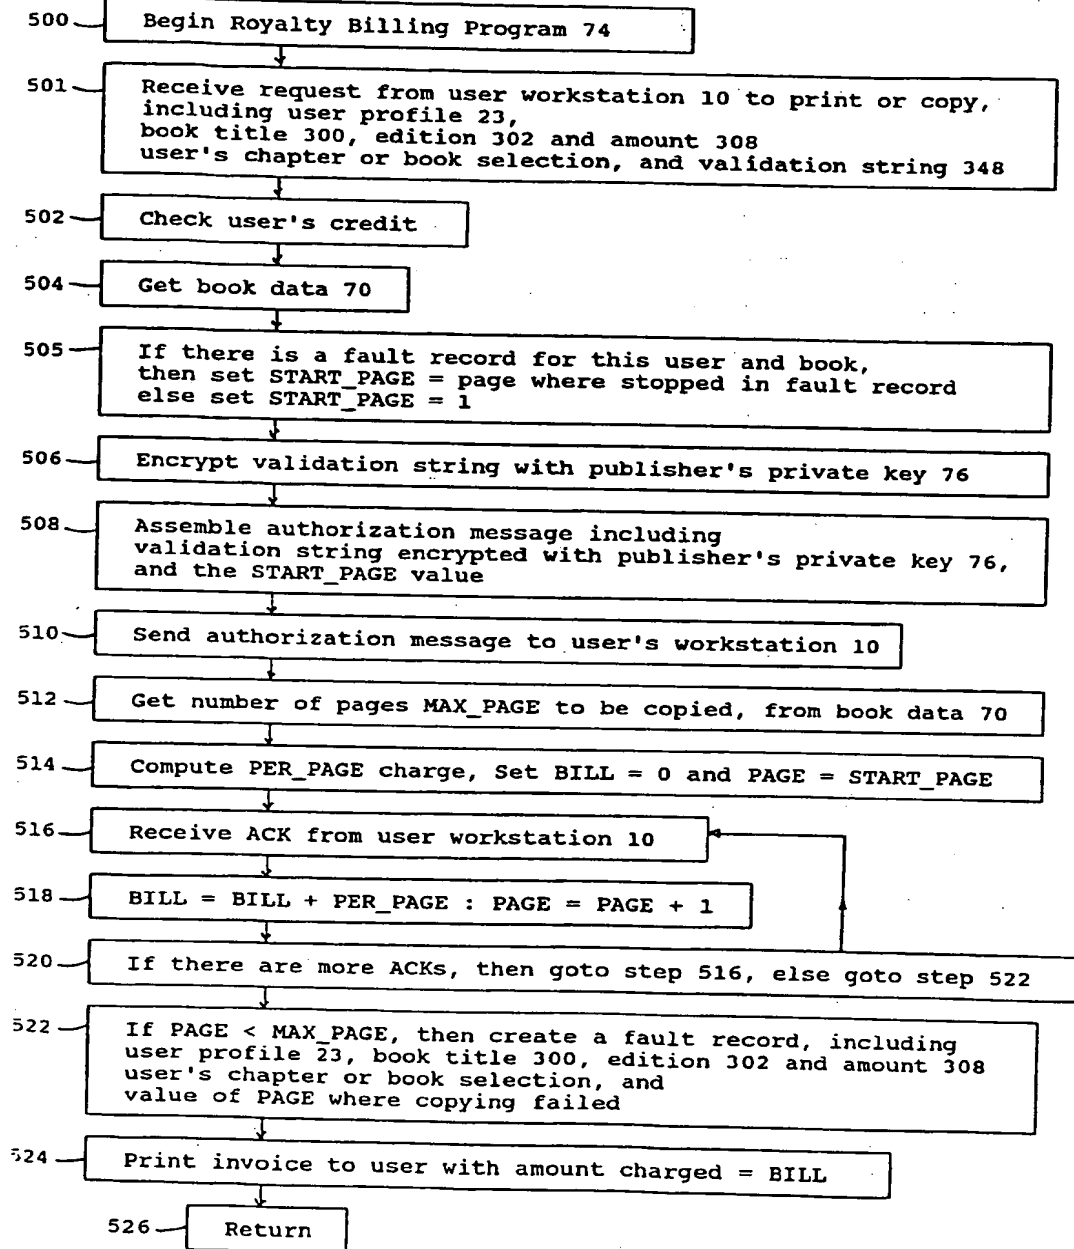 500
Begin Royalty Billing Program 74
501
Receive request from user workstation 10 to print or copy,
including user profile 23,
book title 300, edition 302 and amount 308
user's chapter or book selection, and validation string 348
502
Check user's credit
504
Get book data 70
505
If there is a fault record for this user and book,
then set START_PAGE = page where stopped in fault record
else set START_PAGE = 1
506
Encrypt validation string with publisher's private key 76
508
Assemble authorization message including
validation string encrypted with publisher's private key 76,
and the START_PAGE value
510
Send authorization message to user's workstation 10
512
Get number of pages MAX_PAGE to be copied, from book data 70
514
Compute PER_PAGE charge, Set BILL = 0 and PAGE = START_PAGE
516
Receive ACK from user workstation 10
518
BILL = BILL + PER_PAGE : PAGE = PAGE + 1
520
If there are more ACKs, then goto step 516, else goto step 522
522
If PAGE < MAX_PAGE, then create a fault record, including
user profile 23, book title 300, edition 302 and amount 308
user's chapter or book selection, and
value of PAGE where copying failed
524
Print invoice to user with amount charged = BILL
526
Return